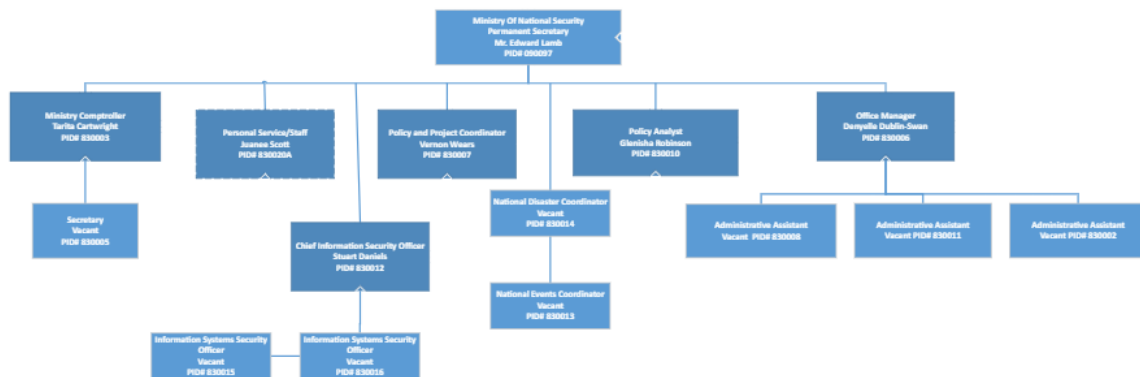 Ministry Of National Security
Permanent Secretary
Mr. Edward Lamb
PID# 090097
Ministry Comptroller
Tarita Cartwright
PID# 830003
Personal Service/Staff
Jeanee Scott
PID# 830020A
Policy and Project Coordinator
Vernon Wears
PID# 830007
Policy Analyst
Glenisha Robinson
PID# 830010
Office Manager
Denyelle Dublin-Swan
PID# 830006
Secretary
Vacant
PID# 830005
National Disaster Coordinator
Vacant
PID# 830014
Administrative Assistant
Vacant PID# 830008
Administrative Assistant
Vacant PID# 830011
Administrative Assistant
Vacant PID# 830002
Chief Information Security Officer
Stuart Daniels
PID# 830012
National Events Coordinator
Vacant
PID# 830013
Information Systems Security
Officer
Vacant
PID# 830015
Information Systems Security
Officer
Vacant
PID# 830016